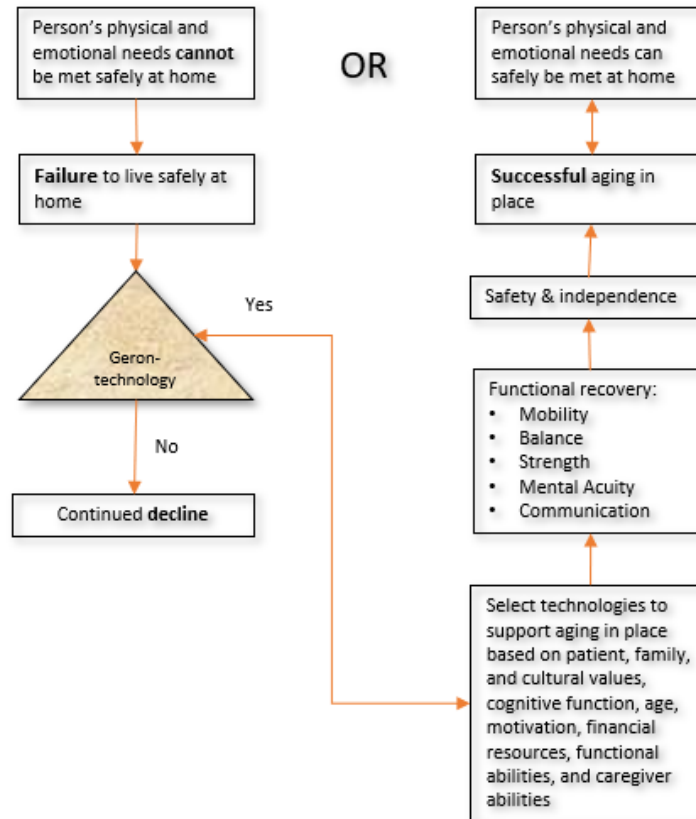 Person's physical and
emotional needs cannot
be met safely at home
OR
Person's physical and
emotional needs can
safely be met at home
Failure to live safely at
home
Successful aging in
place
Safety & independence
Yes
Geron-
technology
No
Continued decline
Functional recovery:
• Mobility
• Balance
• Strength
• Mental Acuity
• Communication
Select technologies to
support aging in place
based on patient, family,
and cultural values,
cognitive function, age,
motivation, financial
resources, functional
abilities, and caregiver
abilities